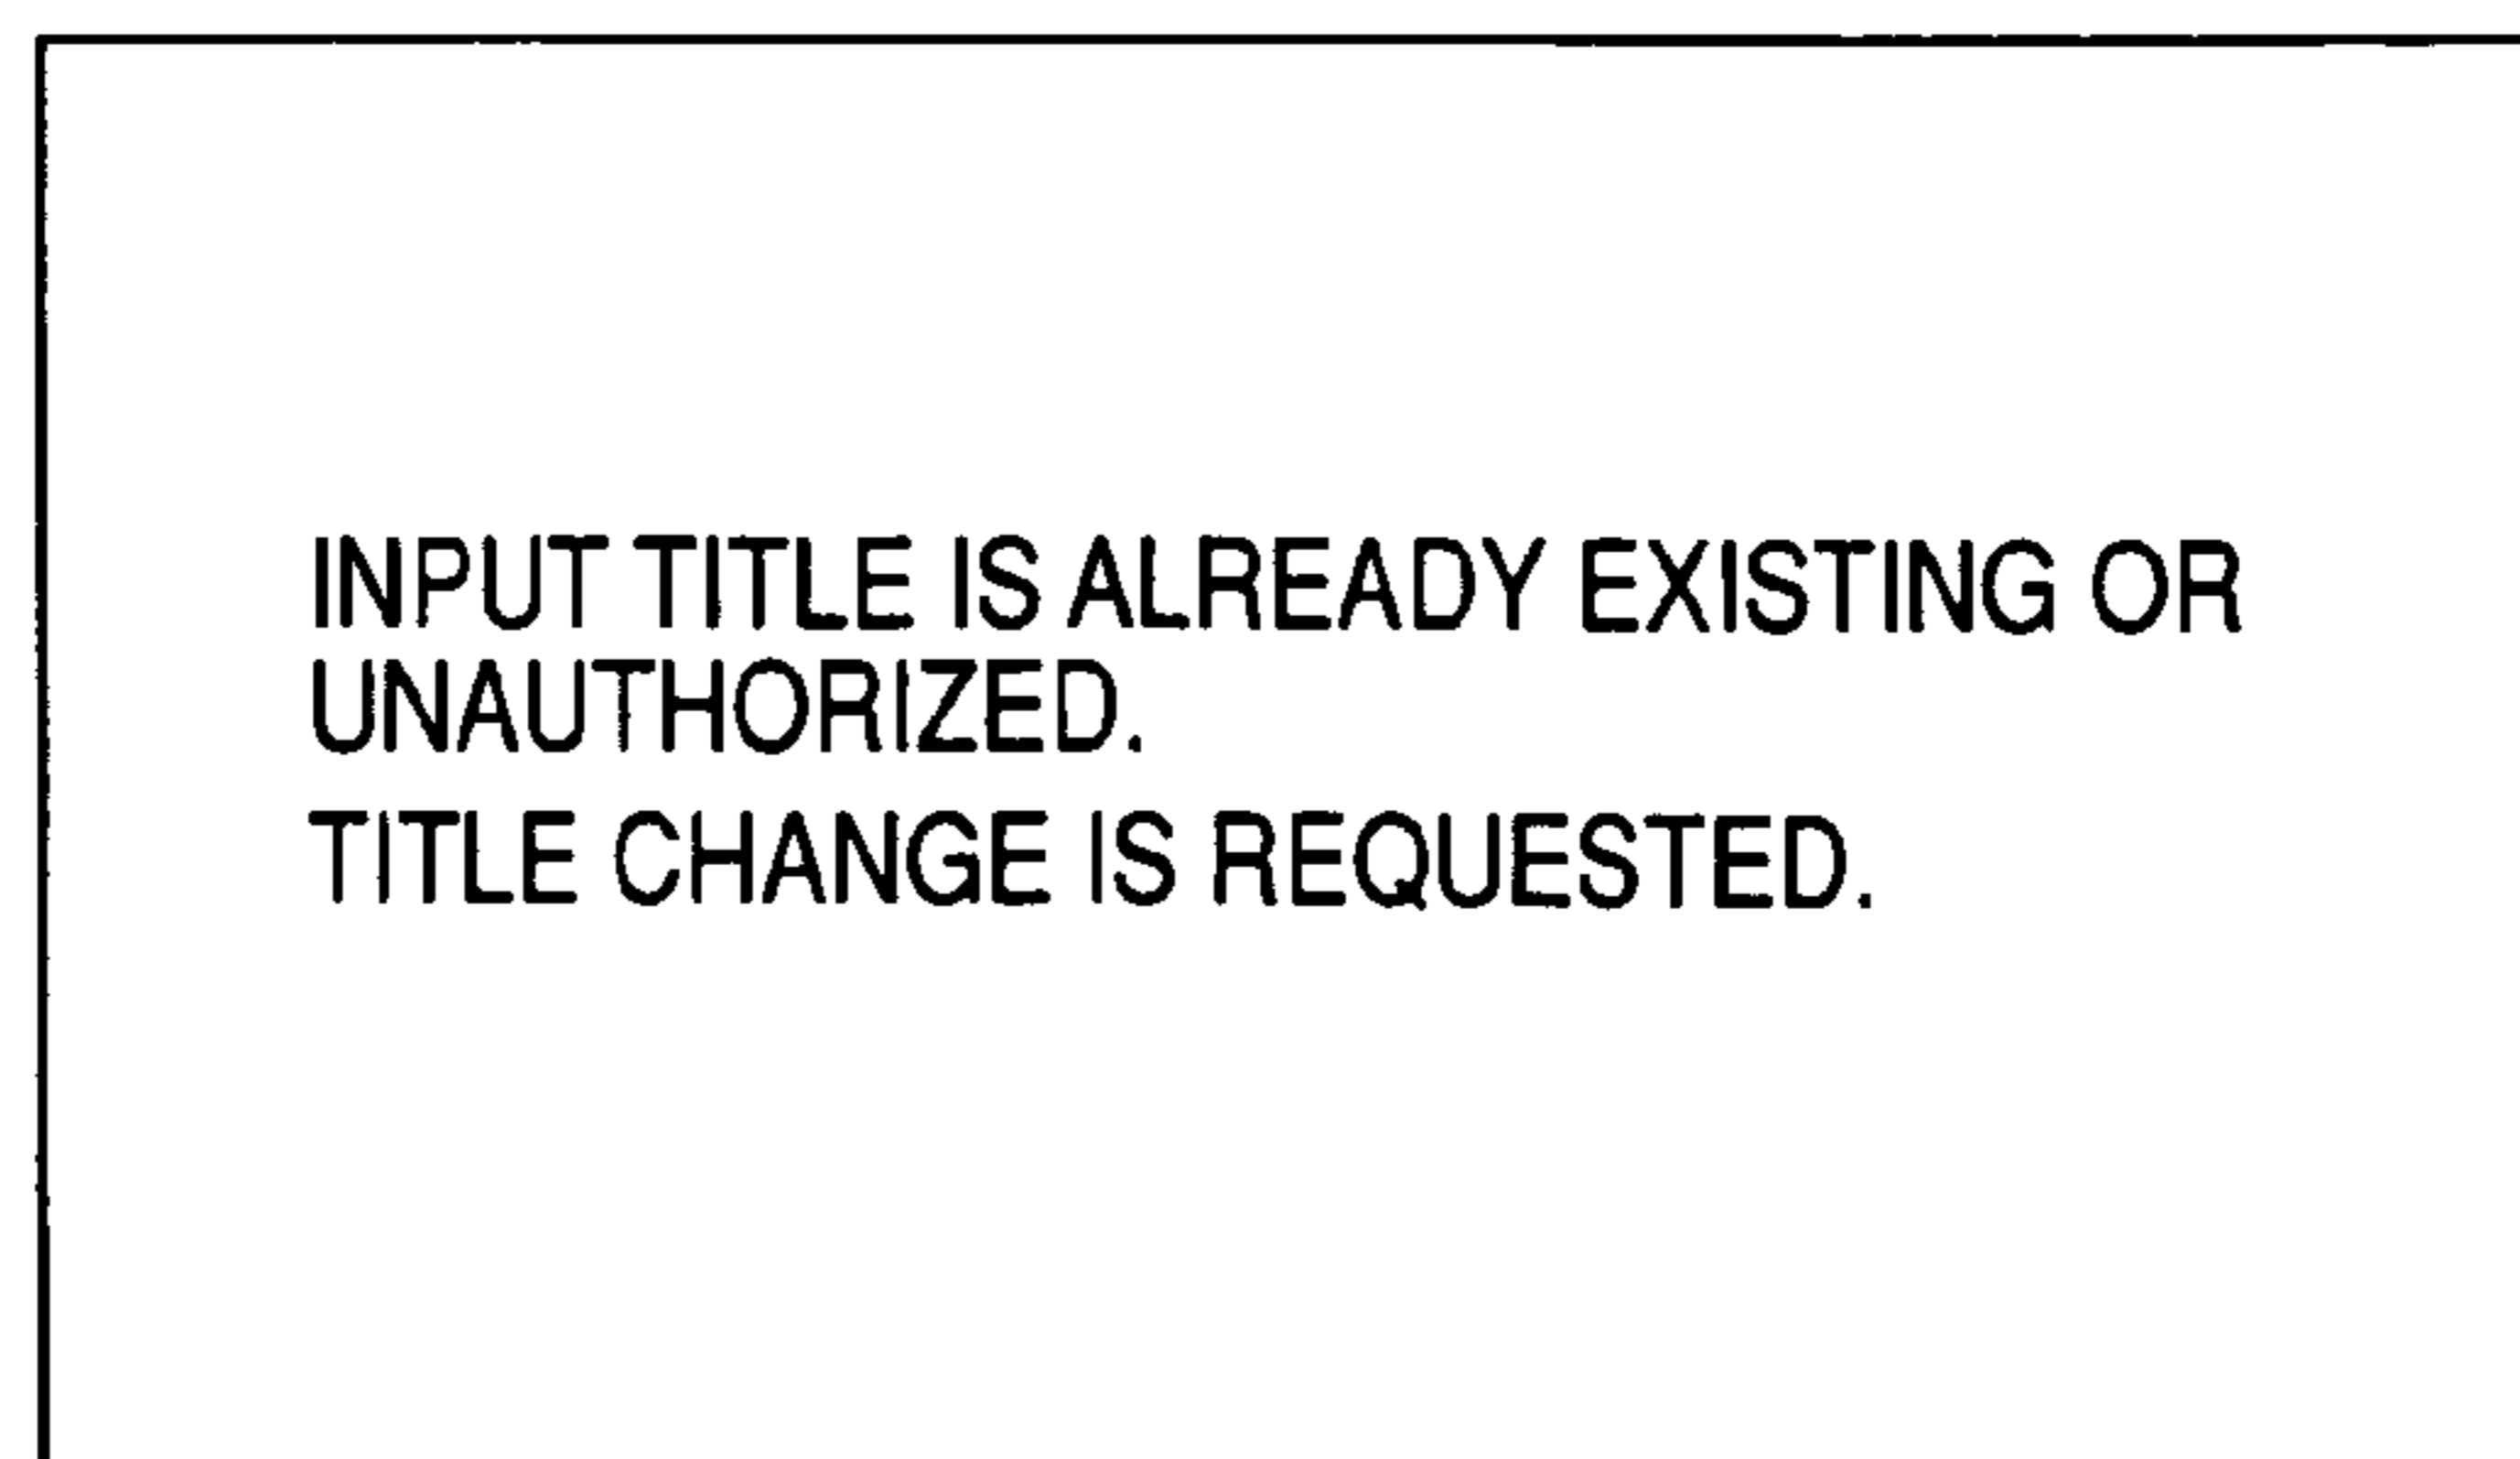 INPUT TITLE IS ALREADY EXISTING OR
UNAUTHORIZED.
TITLE CHANGE IS REQUESTED.